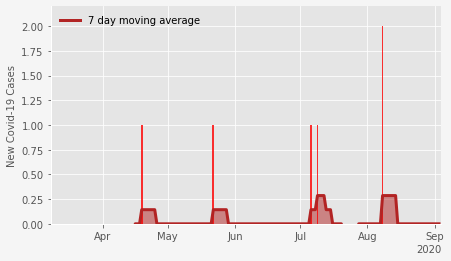 7 day moving average
New Covid-19 Cases
2.00
1.75
1.50
1.25
1.00
0.75
0.50
0.25
0.00
Apr
May
Jun
Jul
Aug
Sep
2020